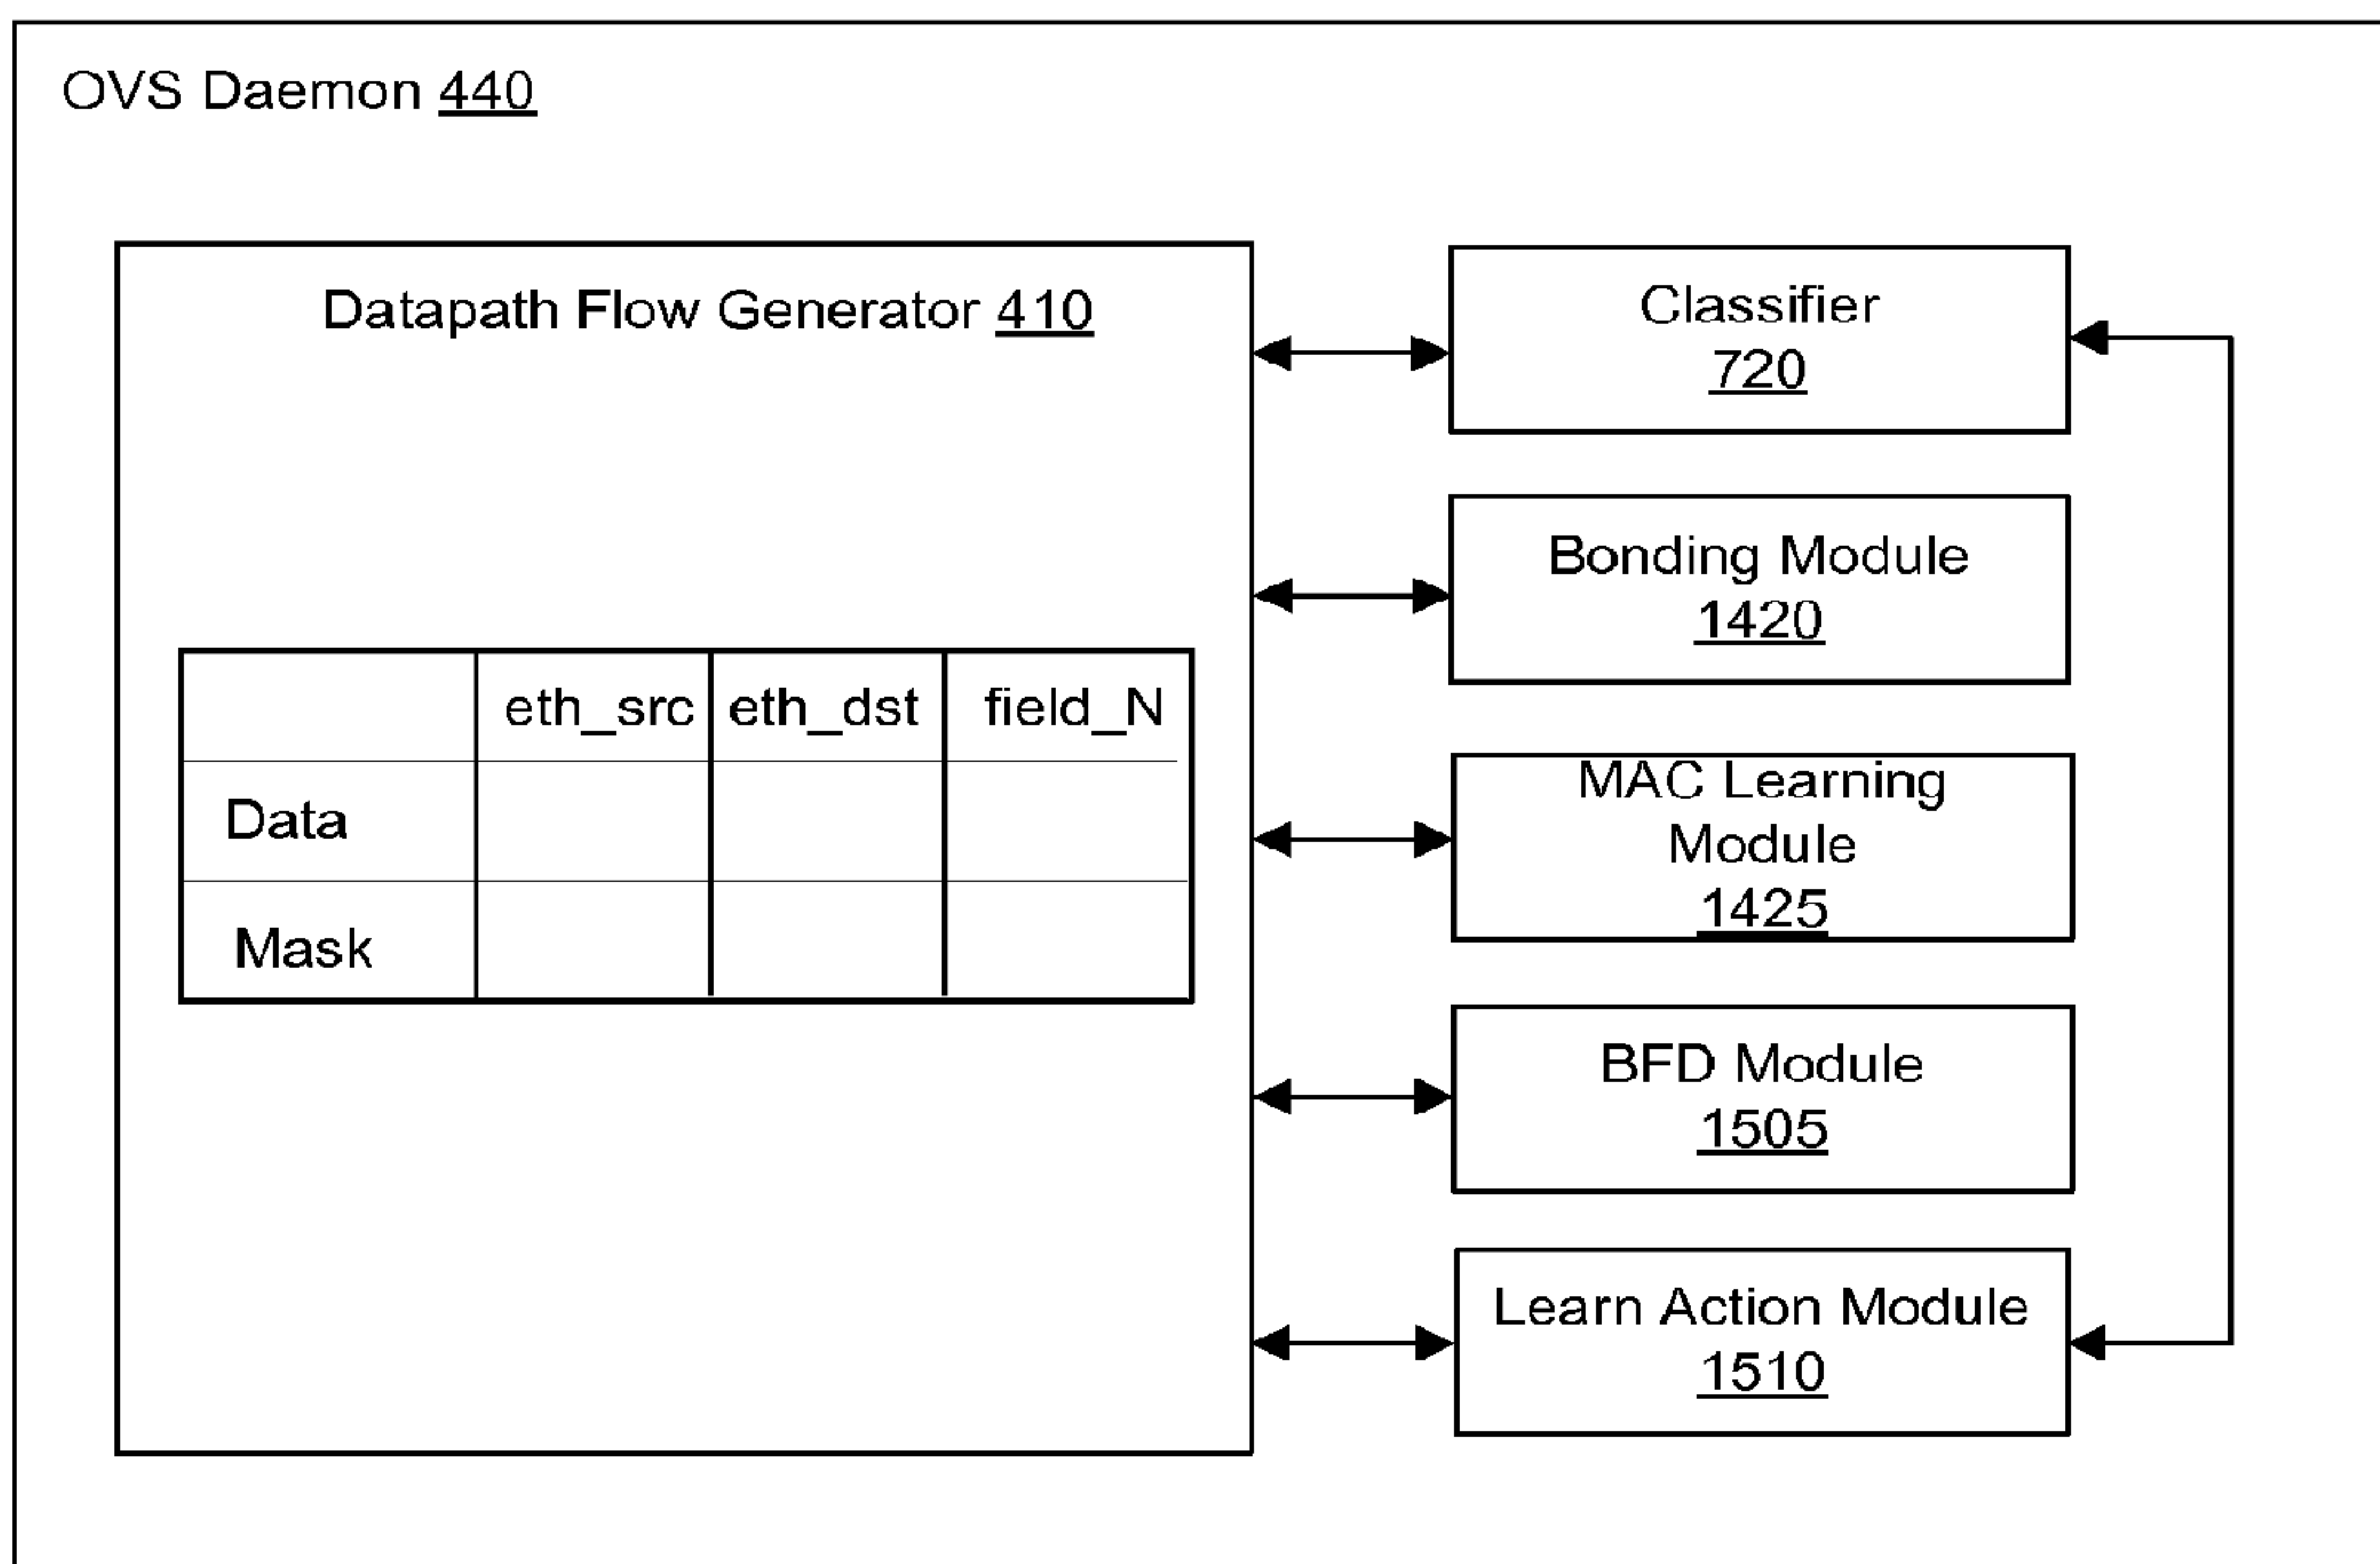 OVS Daemon 440
Datapath Flow Generator 410
eth_src eth_dst field_N
Data
Mask
Classifier
720
Bonding Module
1420
MAC Learning
Module
1425
BFD Module
1505
Learn Action Module
1510